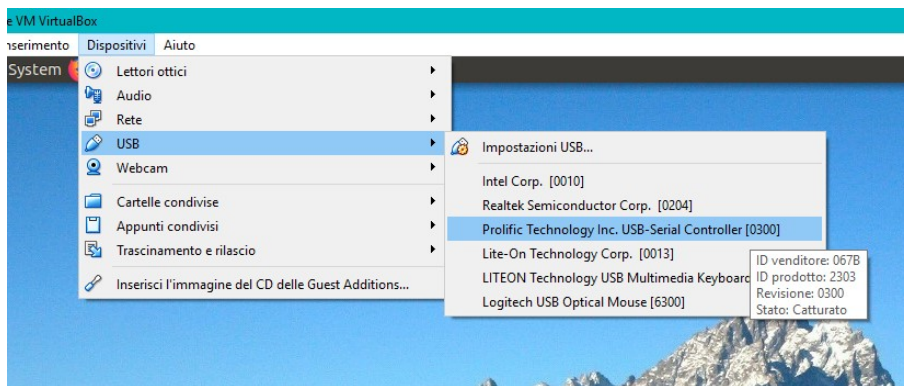 e VM VirtualBox
nserimento Dispositivi Aiuto
System
Lettori ottici
Audio
Rete
USB
Webcam
Cartelle condivise
Appunti condivisi
Trascinamento e rilascio
Inserisci l'immagine del CD delle Guest Additions...
Impostazioni USB...
Intel Corp. [0010]
Realtek Semiconductor Corp. [0204]
Prolific Technology Inc. USB-Serial Controller [0300]
Lite-On Technology Corp. [0013]
LITEON Technology USB Multimedia Keyboard
Logitech USB Optical Mouse [6300]
ID venditore: 067B
ID prodotto: 2303
Revisione: 0300
Stato: Catturato